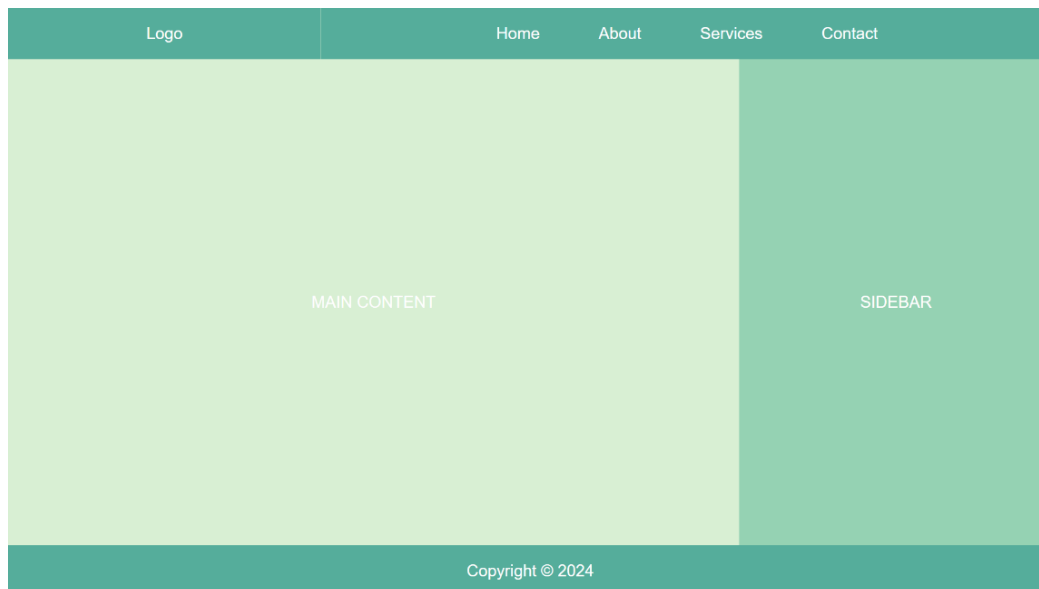 Logo
Home About Services Contact
MAIN CONTENT
SIDEBAR
Copyright © 2024